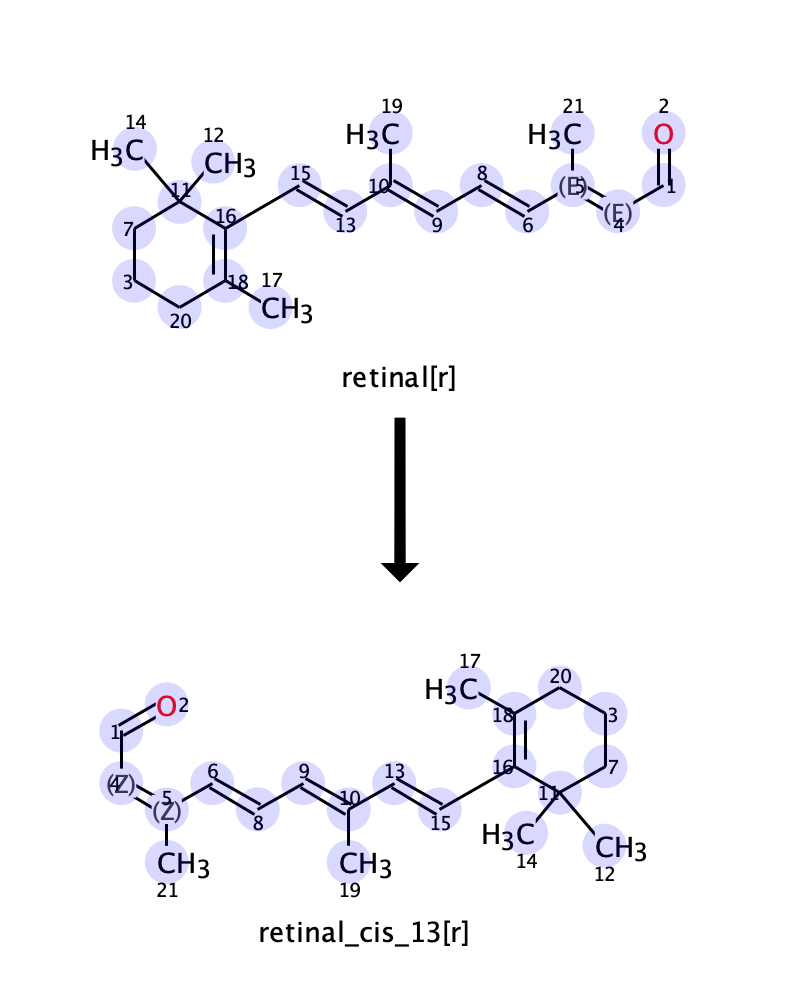 19 21 2
14 12 H3C H3C O
H3C CH3
11 15 10 8 (E) 5 1
7 16 13 9 6 (E) 4
3 18 17
20 CH3
retinal[r]
17 20
H3C
1 O 2 18 3
4 (Z) 6 9 13 16 7
5 (Z) 8 10 15 11
H3C CH3
CH3 CH3 14 12
21 19
retinal_cis_13[r]